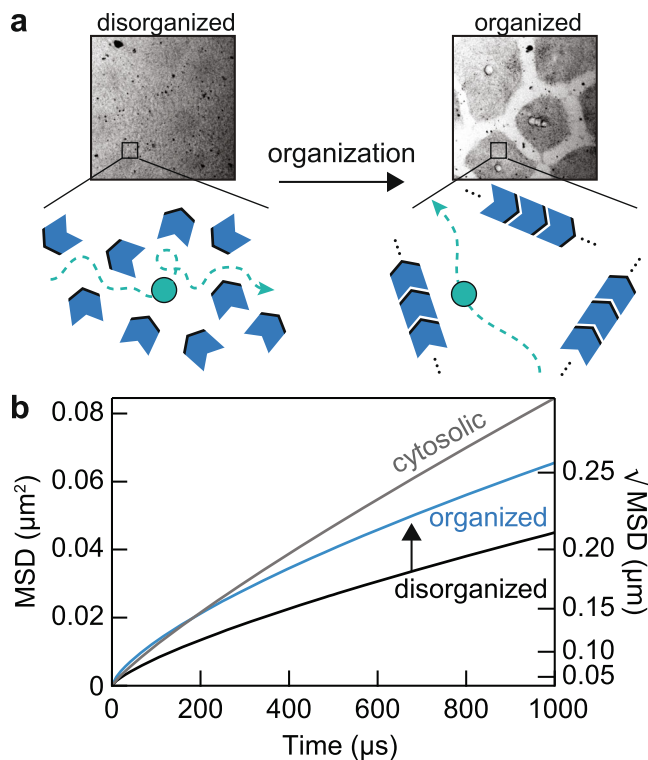 a
disorganized
organized
organization
b
MSD (μm²)
0.08
0.06
0.04
0.02
0
cytosolic
organized
disorganized
0.25
0.20
0.15
0.10
0.05
√ MSD (μm)
0
200
400
600
800
1000
Time (μs)